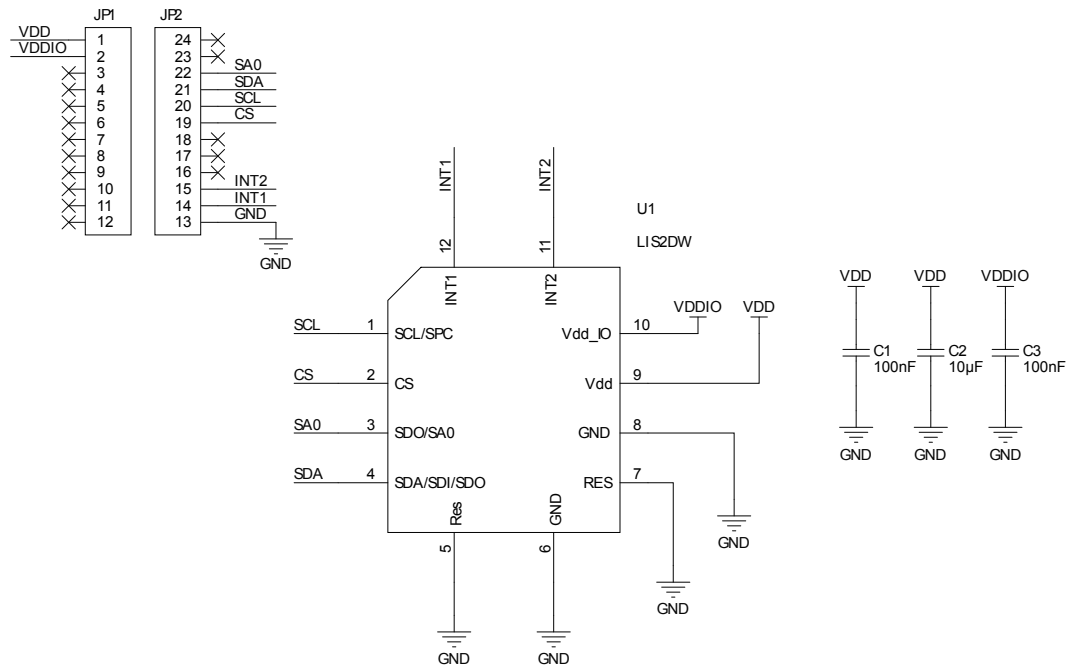 JP1 JP2
VDD 1 24
VDDIO 2 23
3 22 SA0
4 21 SDA
5 20 SCL
6 19 CS
7 18
8 17
9 16
10 15 INT2
11 14 INT1
12 13 GND
GND
INT1 INT2
U1
LIS2DW
12 11
INT1 INT2
VDDIO VDD
SCL 1 SCL/SPC Vdd_IO 10
CS 2 CS Vdd 9
SA0 3 SDO/SA0 GND 8
SDA 4 SDA/SDI/SDO RES 7
Res GND
5 6
GND
GND
GND GND
VDD VDD VDDIO
C1 C2 C3
100nF 10µF 100nF
GND GND GND